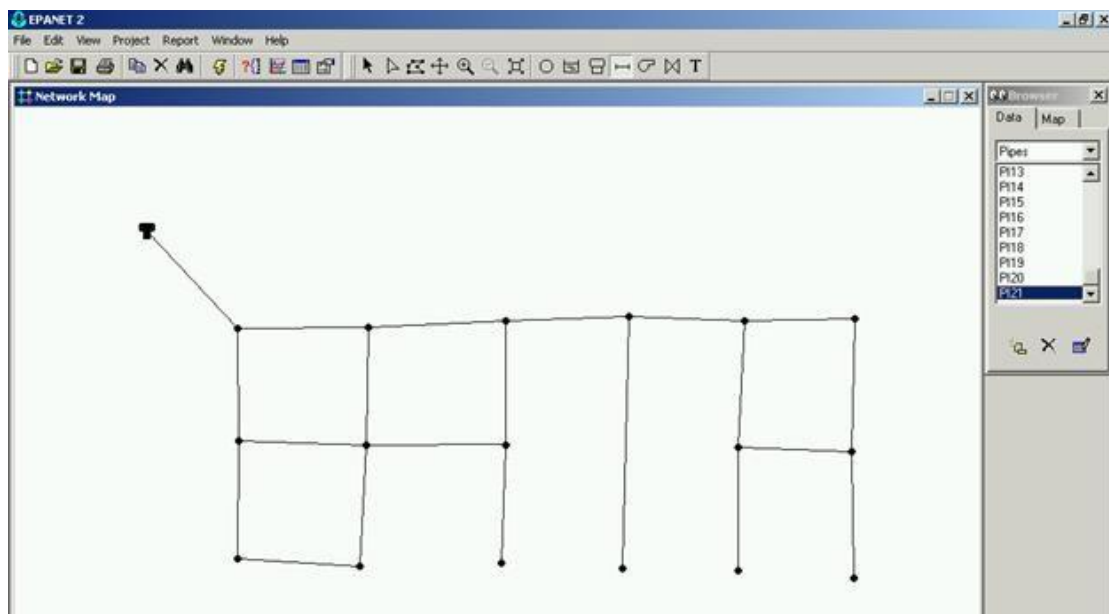 EPANET 2
File Edit View Project Report Window Help
T
Network Map
Browser
Data Map
Pipes
PI13
PI14
PI15
PI16
PI17
PI18
PI19
PI20
PI21